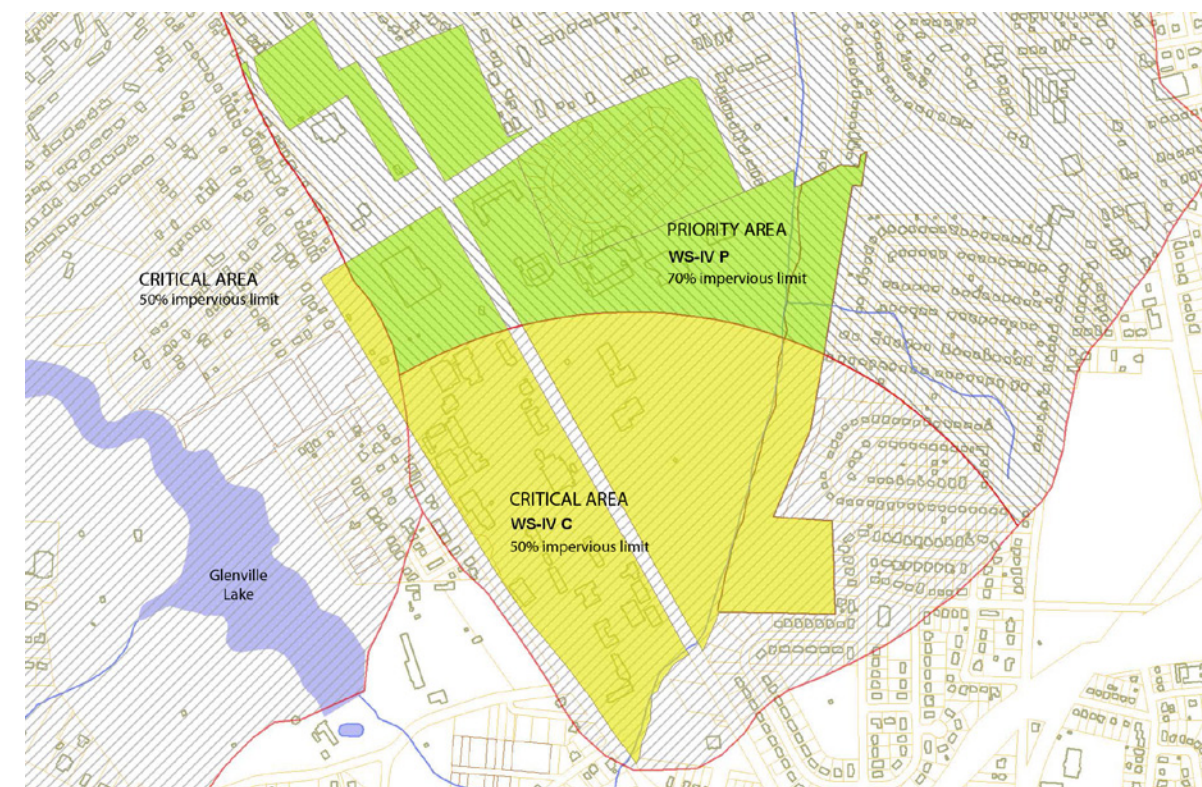 PRIORITY AREA
WS-IV P
70% impervious limit
CRITICAL AREA
50% impervious limit
CRITICAL AREA
WS-IV C
50% impervious limit
Glenville
Lake